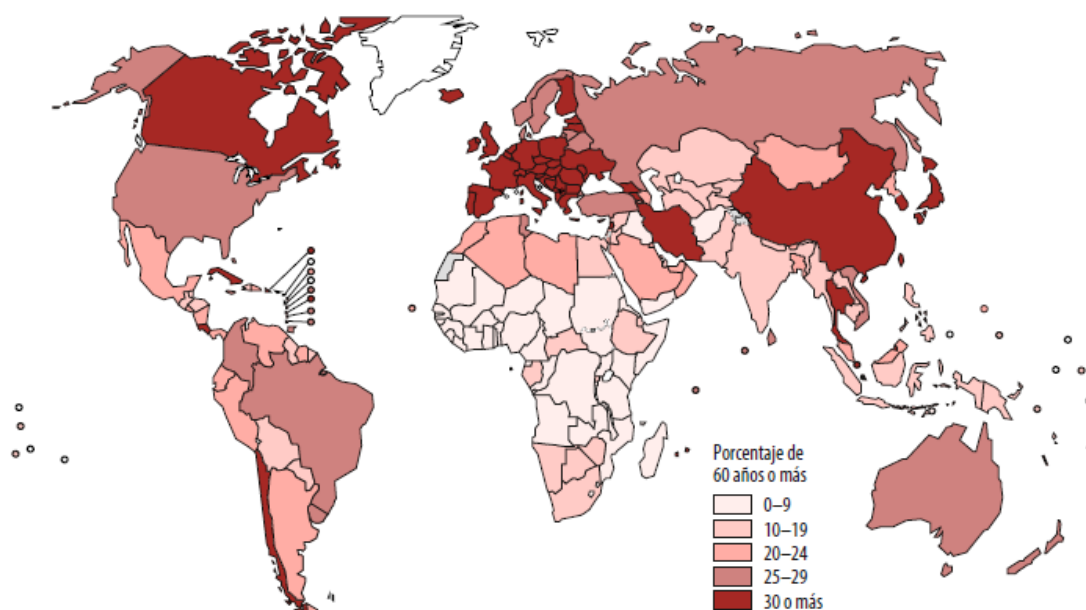 Porcentaje de
60 años o más
0–9
10–19
20–24
25–29
30 o más